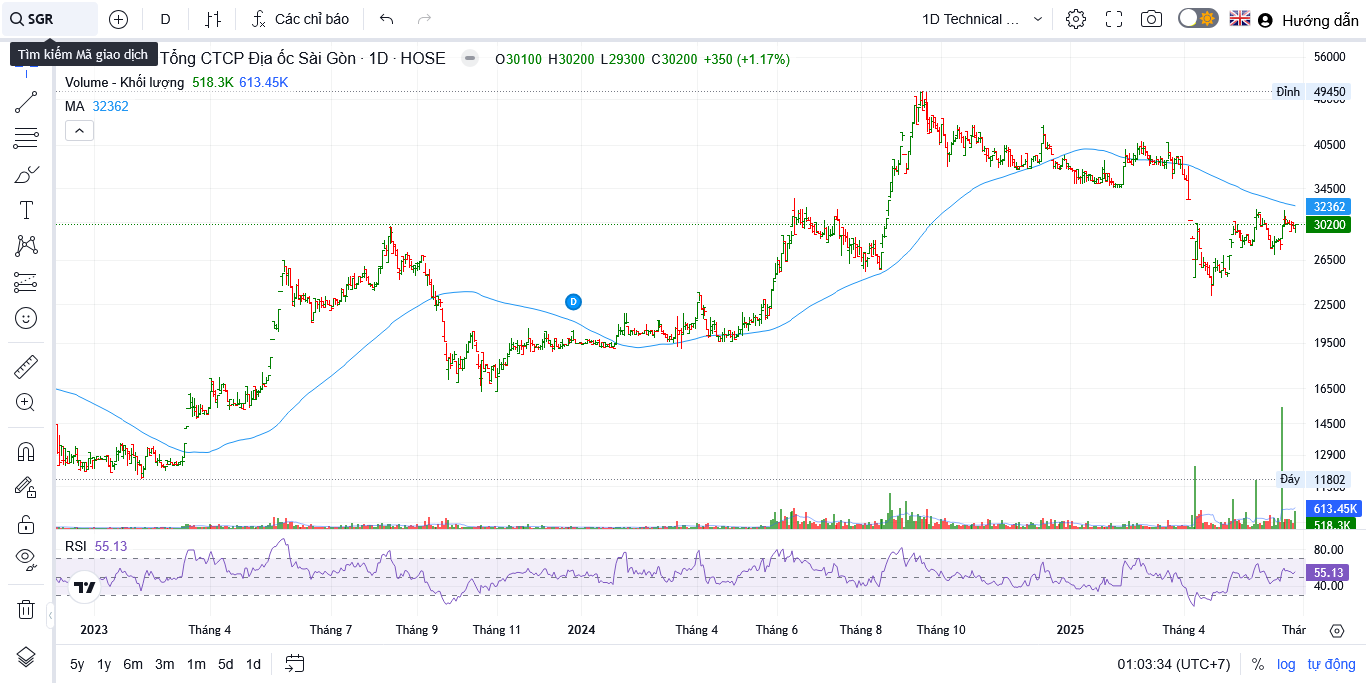 SGR
D
Các chỉ báo
1D Technical ...
Hướng dẫn
Tìm kiếm Mã giao dịch
Tổng CTCP Địa ốc Sài Gòn · 1D · HOSE
O30100 H30200 L29300 C30200 +350 (+1.17%)
Volume - Khối lượng 518.3K 613.45K
MA 32362
56000
Đỉnh 49450
40500
34500
32362
30200
26500
D
22500
19500
16500
14500
12900
Đáy 11802
613.45K
518.3K
RSI 55.13
80.00
55.13
40.00
2023 Tháng 4 Tháng 7 Tháng 9 Tháng 11 2024 Tháng 4 Tháng 6 Tháng 8 Tháng 10 2025 Tháng 4 Thár
5y 1y 6m 3m 1m 5d 1d
01:03:34 (UTC+7) % log tự động